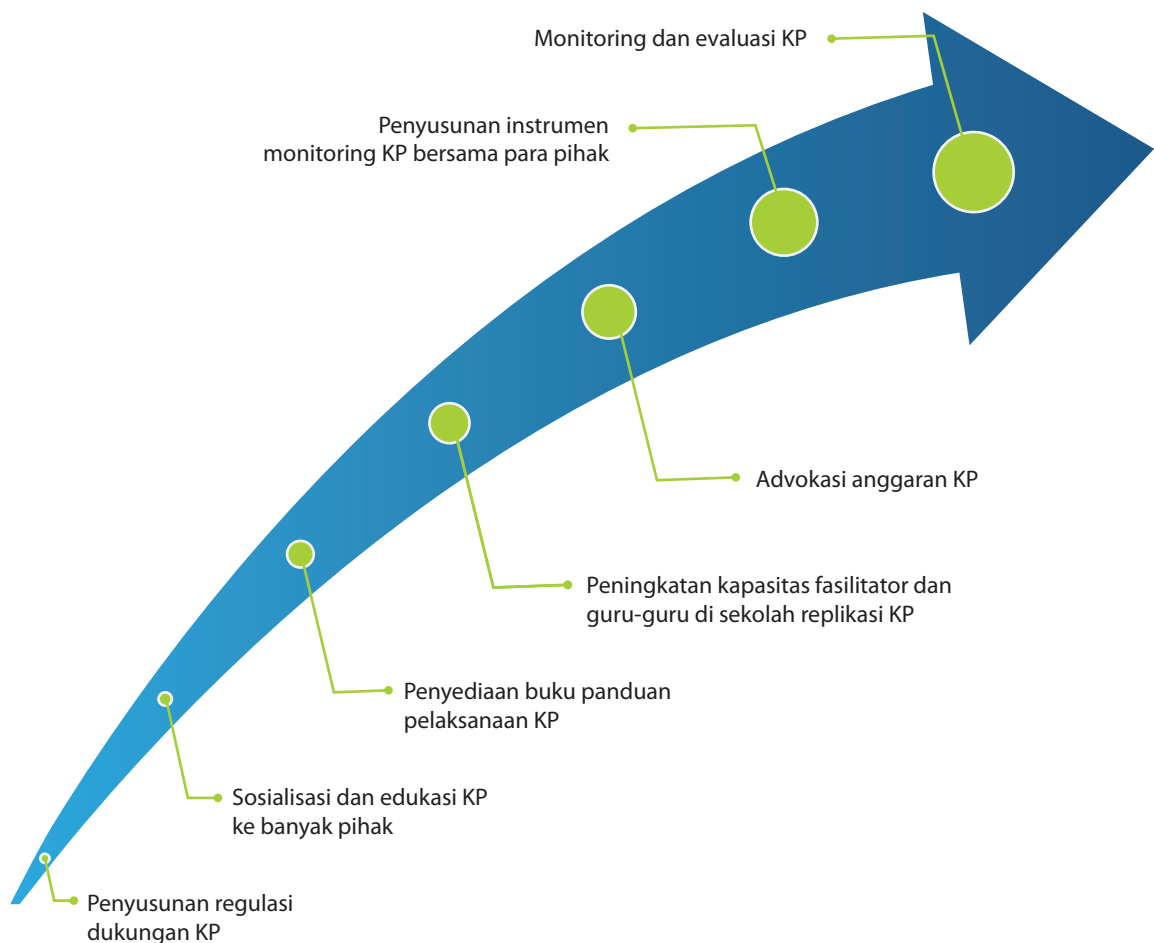 Monitoring dan evaluasi KP
Penyusunan instrumen
monitoring KP bersama para pihak
Advokasi anggaran KP
Peningkatan kapasitas fasilitator dan
guru-guru di sekolah replikasi KP
Penyediaan buku panduan
pelaksanaan KP
Sosialisasi dan edukasi KP
ke banyak pihak
Penyusunan regulasi
dukungan KP